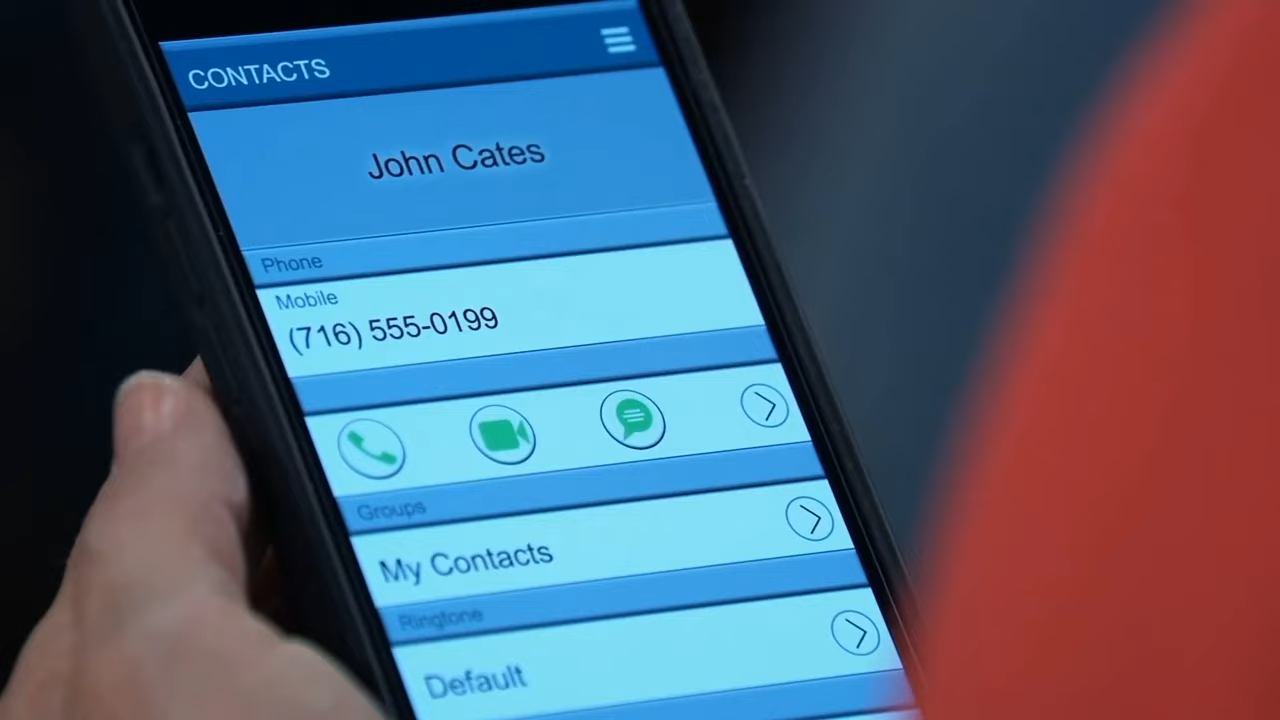 CONTACTS
John Cates
Phone
Mobile
(716) 555-0199
Groups
My Contacts
Ringtone
Default